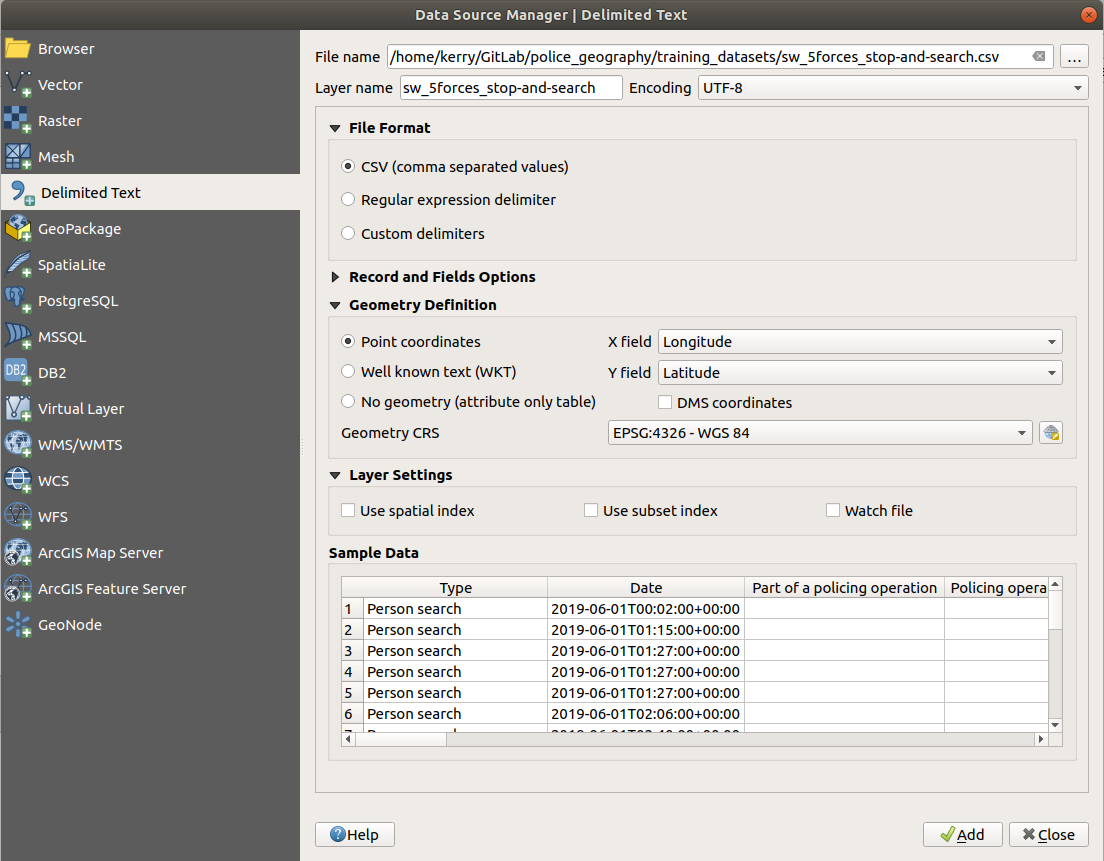 Data Source Manager | Delimited Text
Browser
Vector
Raster
Mesh
Delimited Text
GeoPackage
SpatiaLite
PostgreSQL
MSSQL
DB2 DB2
Virtual Layer
WMS/WMTS
WCS
WFS
ArcGIS Map Server
ArcGIS Feature Server
GeoNode
File name /home/kerry/GitLab/police_geography/training_datasets/sw_5forces_stop-and-search.csv ...
Layer name sw_5forces_stop-and-search Encoding UTF-8
File Format
CSV (comma separated values)
Regular expression delimiter
Custom delimiters
Record and Fields Options
Geometry Definition
Point coordinates X field Longitude
Well known text (WKT) Y field Latitude
No geometry (attribute only table) DMS coordinates
Geometry CRS EPSG:4326 - WGS 84
Layer Settings
Use spatial index Use subset index Watch file
Sample Data
Type Date Part of a policing operation Policing opera
1 Person search 2019-06-01T00:02:00+00:00
2 Person search 2019-06-01T01:15:00+00:00
3 Person search 2019-06-01T01:27:00+00:00
4 Person search 2019-06-01T01:27:00+00:00
5 Person search 2019-06-01T01:27:00+00:00
6 Person search 2019-06-01T02:06:00+00:00
Help Add Close